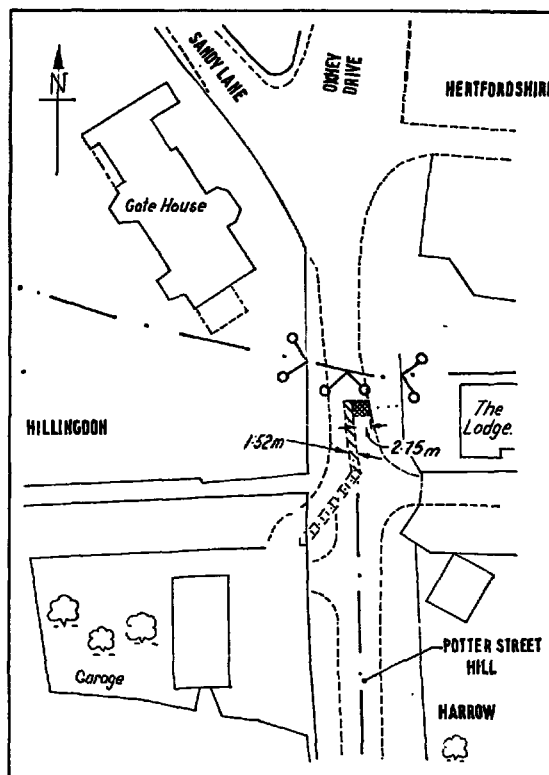 SANDY LANE
OXHEY
DRIVE
HERTFORDSHIRE
N
Gate House
HILLINGDON
The
Lodge.
1·52m
2·75m
POTTER STREET
HILL
Garage
HARROW